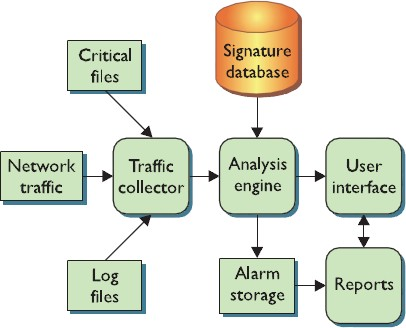 Signature
database
Critical
files
Network
traffic
Traffic
collector
Analysis
engine
User
interface
Log
files
Alarm
storage
Reports